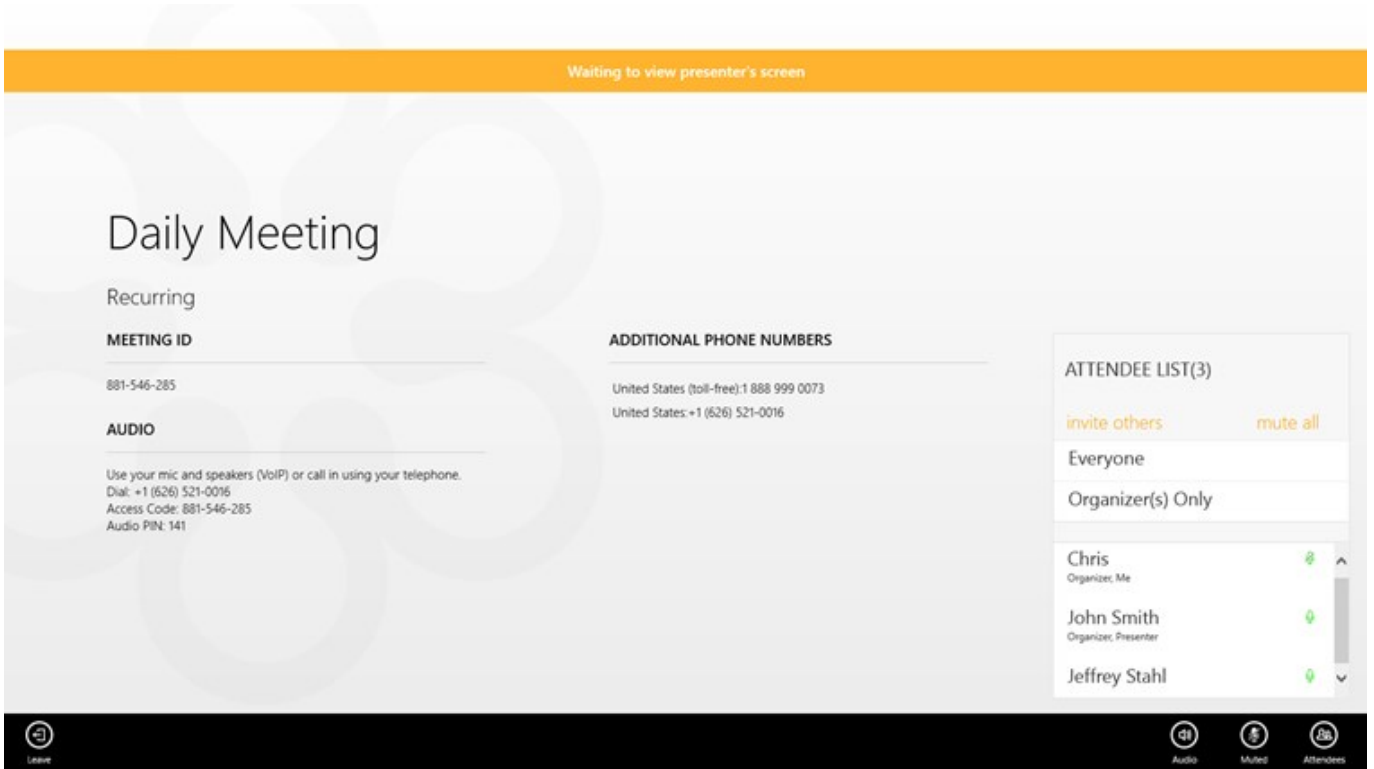 Waiting to view presenter's screen
Daily Meeting
Recurring
MEETING ID
881-546-285
AUDIO
Use your mic and speakers (VoIP) or call in using your telephone.
Dial: +1 (626) 521-0016
Access Code: 881-546-285
Audio PIN: 141
ADDITIONAL PHONE NUMBERS
United States (toll-free):1 888 999 0073
United States:+1 (626) 521-0016
ATTENDEE LIST(3)
invite others mute all
Everyone
Organizer(s) Only
Chris
Organizer, Me
John Smith
Organizer, Presenter
Jeffrey Stahl
Leave
Audio Muted Attendees